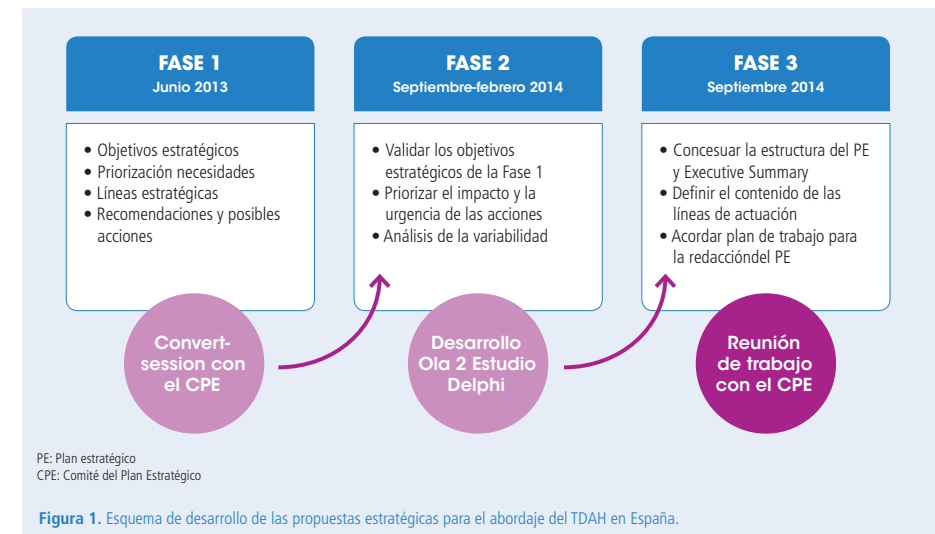 FASE 1
Junio 2013
• Objetivos estratégicos
• Priorización necesidades
• Líneas estratégicas
• Recomendaciones y posibles
acciones
Convert-
session con
el CPE
FASE 2
Septiembre-febrero 2014
• Validar los objetivos
estratégicos de la Fase 1
• Priorizar el impacto y la
urgencia de las acciones
• Análisis de la variabilidad
Desarrollo
Ola 2 Estudio
Delphi
FASE 3
Septiembre 2014
• Concesuar la estructura del PE
y Executive Summary
• Definir el contenido de las
líneas de actuación
• Acordar plan de trabajo para
la redaccióndel PE
Reunión
de trabajo
con el CPE
PE: Plan estratégico
CPE: Comité del Plan Estratégico
Figura 1. Esquema de desarrollo de las propuestas estratégicas para el abordaje del TDAH en España.